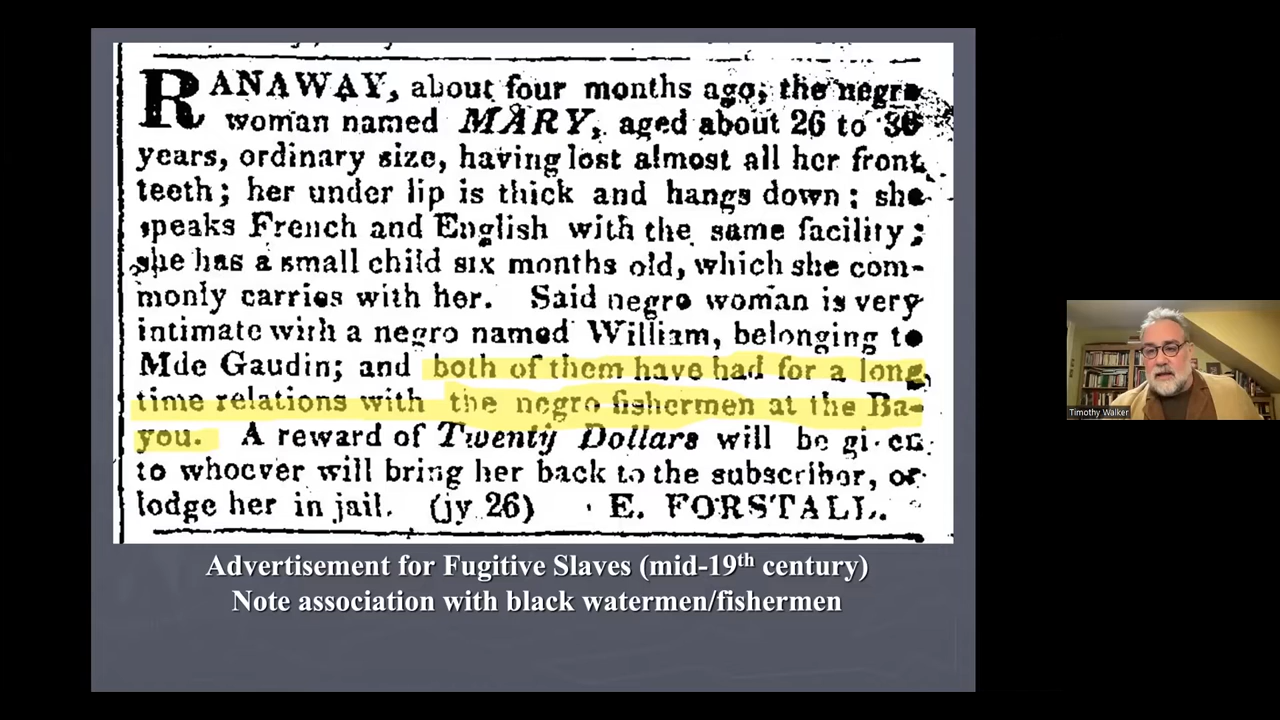 RANAWAY, about four months ago, the negro
woman named MARY, aged about 26 to 30
years, ordinary size, having lost almost all her front
teeth; her under lip is thick and hangs down; she
speaks French and English with the same facility;
she has a small child six months old, which she com-
monly carries with her. Said negro woman is very
intimate with a negro named William, belonging to
Mde Gaudin; and both of them have had for a long
time relations with the negro fishermen at the Ba-
you. A reward of Twenty Dollars will be given
to whoever will bring her back to the subscriber, or
lodge her in jail. (jy 26) E. FORSTALL.
Advertisement for Fugitive Slaves (mid-19th century)
Note association with black watermen/fishermen
Timothy Walker